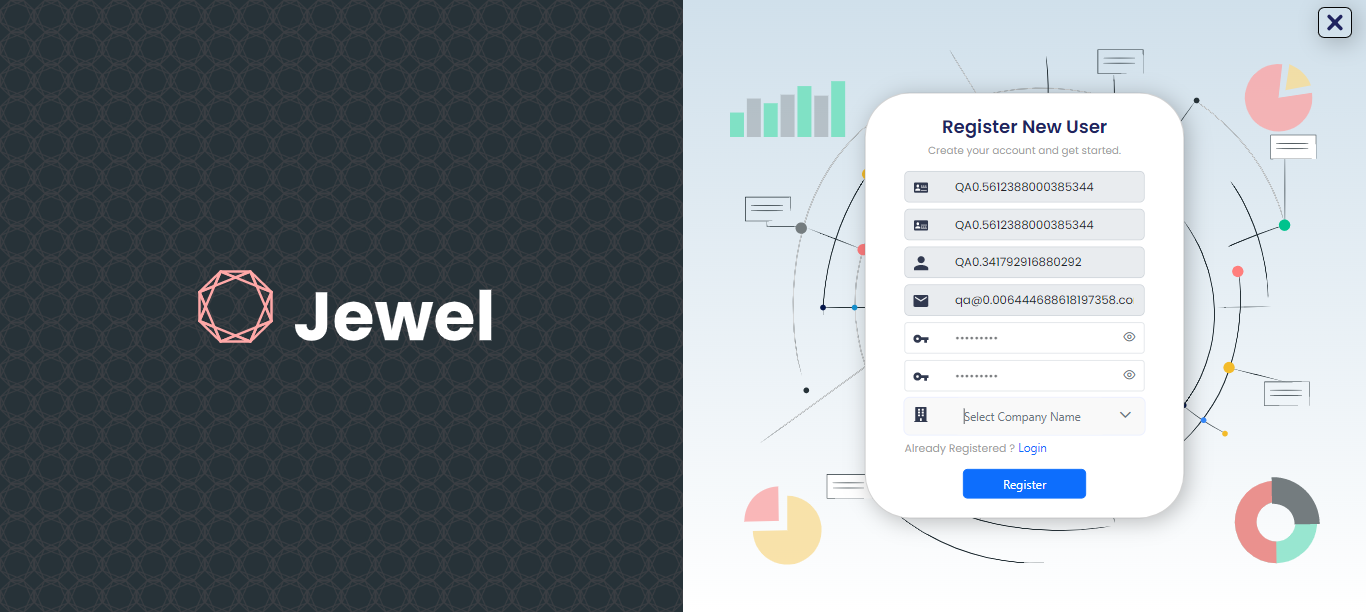 Jewel
Register New User
Create your account and get started.
QA0.5612388000385344
QA0.5612388000385344
QA0.341792916880292
qa@0.006444688618197358.co
•••••••••
•••••••••
Select Company Name
Already Registered ? Login
Register